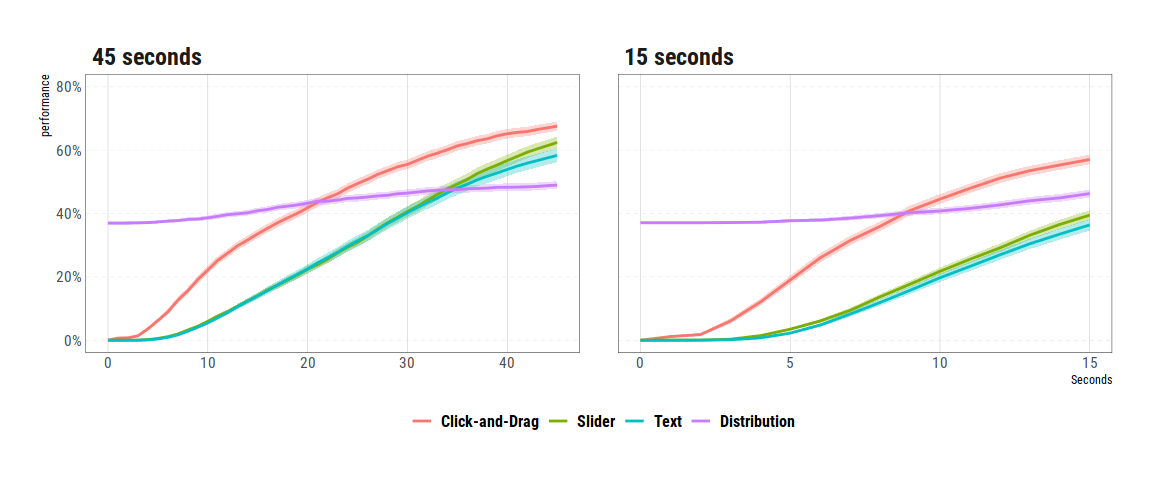 45 seconds
15 seconds
performance
80%
60%
40%
20%
0%
0 10 20 30 40
0 5 10 15
Seconds
Click-and-Drag Slider Text Distribution